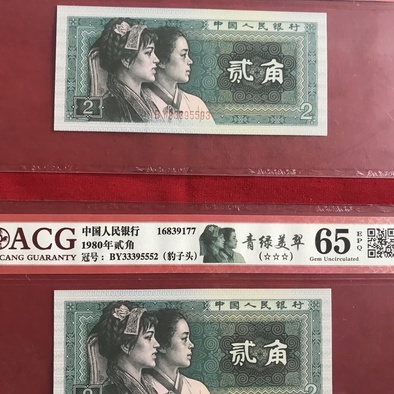 中国人民银行
贰角
2
2
ACG
CANG GUARANTY
中国人民银行
1980年贰角
16839177
冠号：BY33395552（豹子头）
青绿美翠
（☆☆☆）
65
EPQ
Gem Uncirculated
中国人民银行
贰角
2
2